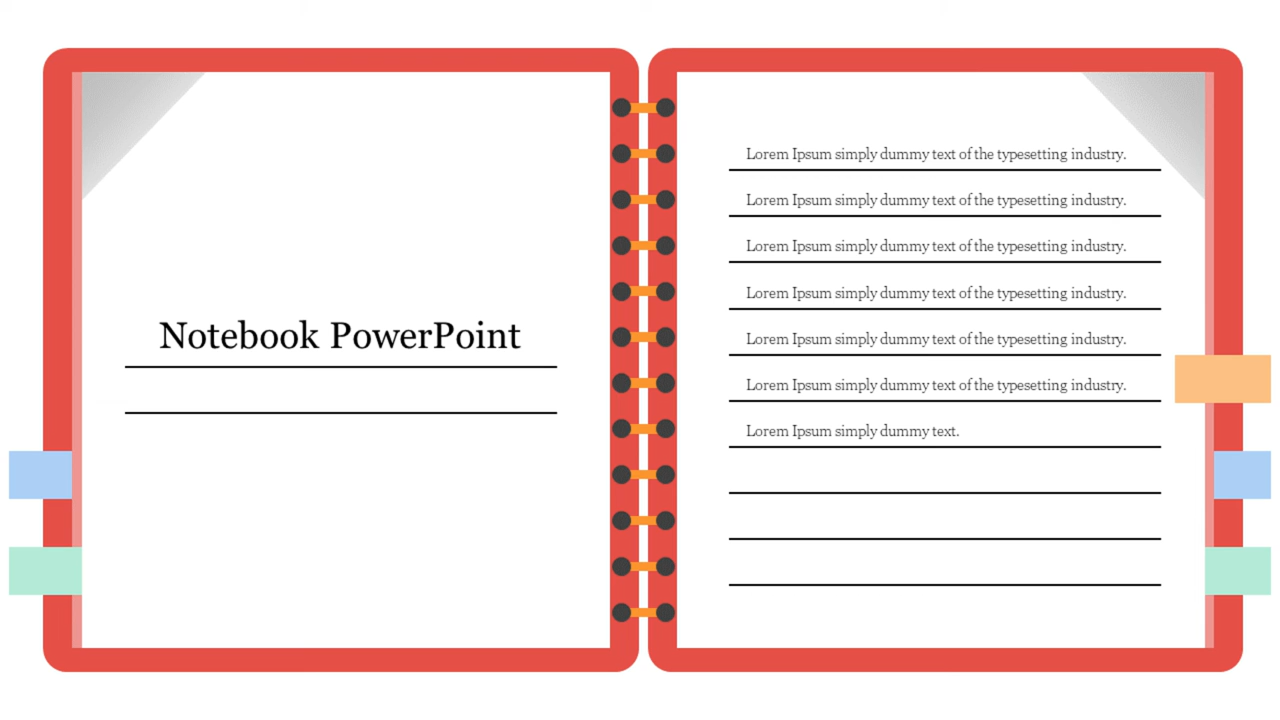 Notebook PowerPoint
Lorem Ipsum simply dummy text of the typesetting industry.
Lorem Ipsum simply dummy text of the typesetting industry.
Lorem Ipsum simply dummy text of the typesetting industry.
Lorem Ipsum simply dummy text of the typesetting industry.
Lorem Ipsum simply dummy text of the typesetting industry.
Lorem Ipsum simply dummy text of the typesetting industry.
Lorem Ipsum simply dummy text.